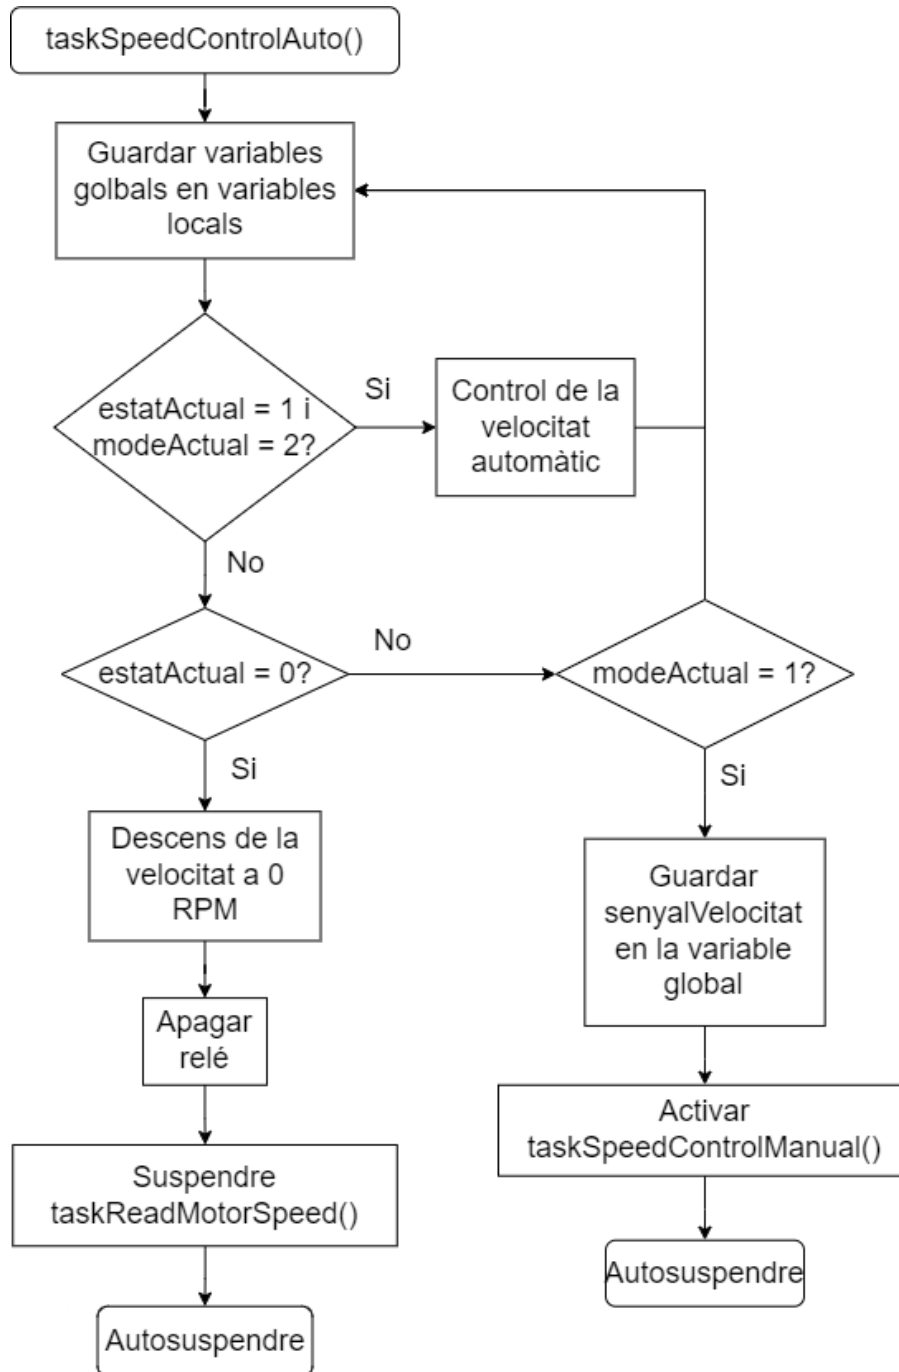 taskSpeedControlAuto()
Guardar variables
golbals en variables
locals
estatActual = 1 i
modeActual = 2?
Si
Control de la
velocitat
automàtic
No
estatActual = 0?
No
modeActual = 1?
Si
Descens de la
velocitat a 0
RPM
Apagar
relé
Suspendre
taskReadMotorSpeed()
Autosuspendre
Si
Guardar
senyalVelocitat
en la variable
global
Activar
taskSpeedControlManual()
Autosuspendre